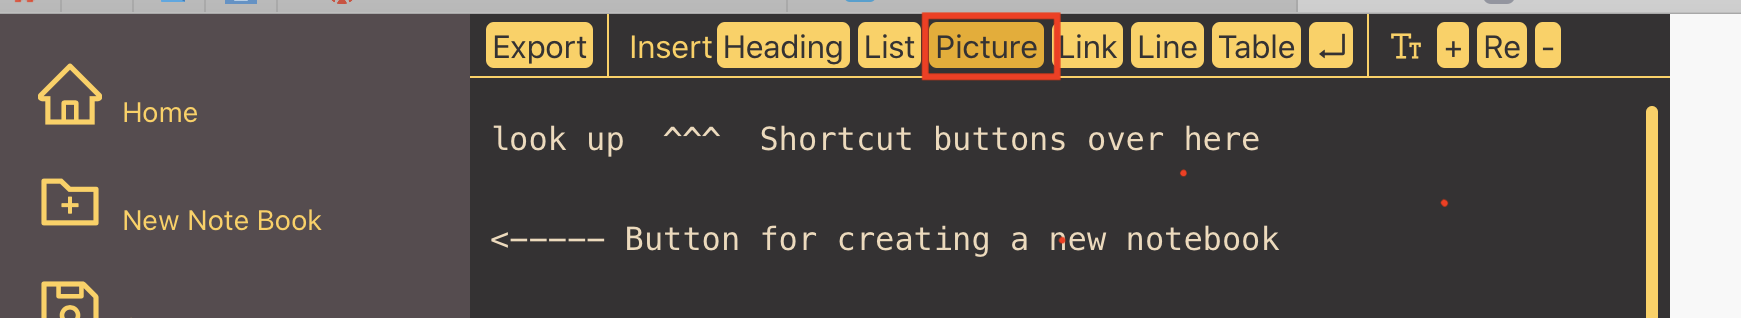 Export Insert Heading List Picture Link Line Table TT + Re -
Home
look up ^^^ Shortcut buttons over here
New Note Book
<----- Button for creating a new notebook